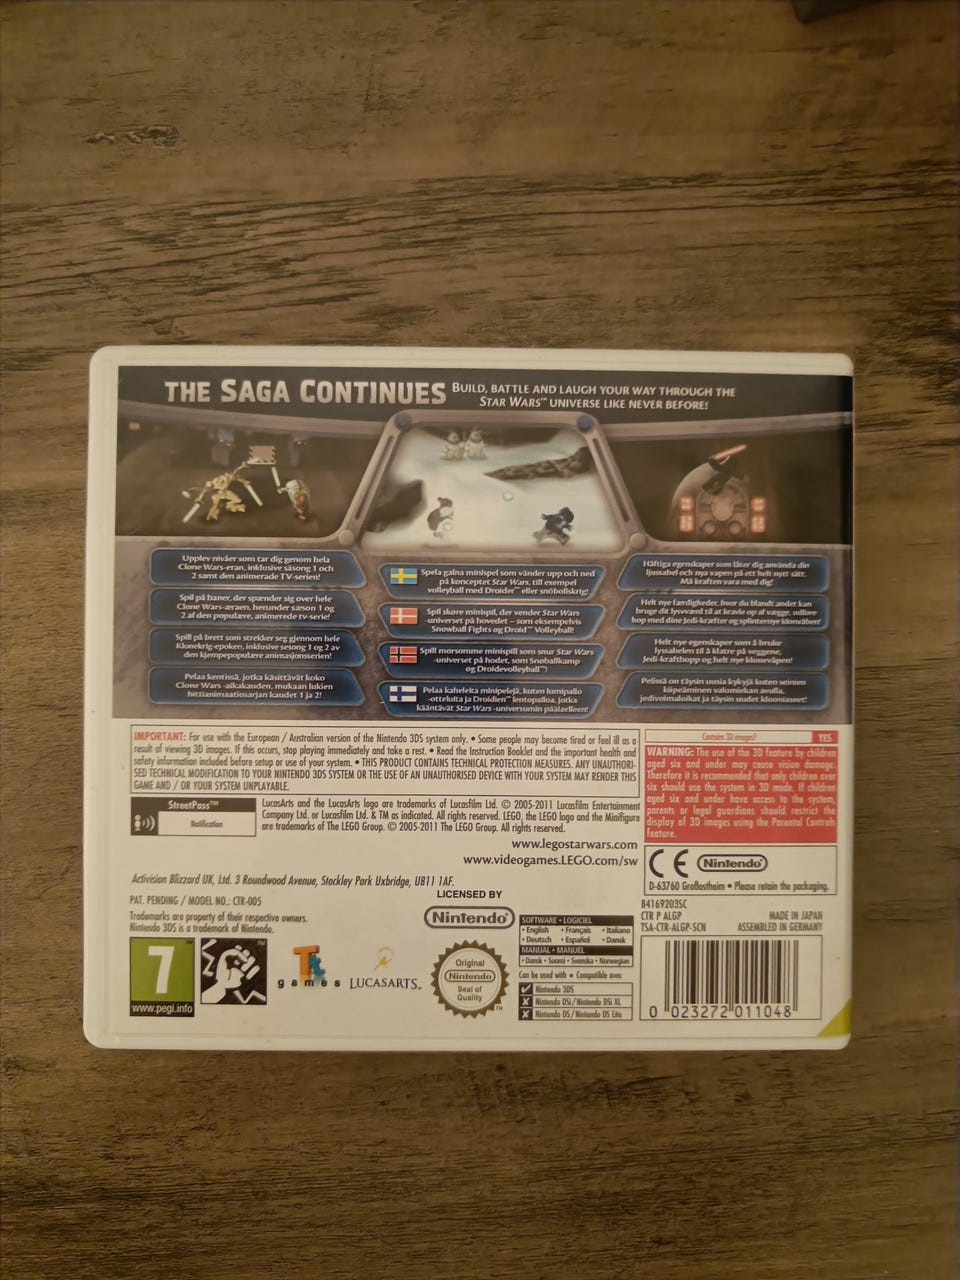 THE SAGA CONTINUES BUILD, BATTLE AND LAUGH YOUR WAY THROUGH THE
STAR WARS™ UNIVERSE LIKE NEVER BEFORE!
Upplev nivåer som tar dig genom hela
Clone Wars-eran, inklusive säsong 1 och
2 samt den animerade TV-serien!
Spil på baner, der spænder sig over hele
Clone Wars-æraen, herunder sæson 1 og
2 af den populære, animerede tv-serie!
Spill på brett som strekker seg gjennom hele
Klonekrig-epoken, inklusive sesong 1 og 2 av
den kjempepopulære animasjonsserien!
Pelaa kentissä, jotka käsittävät koko
Clone Wars -aikakauden, mukaan lukien
hittianimaatiosarjan kaudet 1 ja 2!
Spela galna minispel som vänder upp och ned
på konceptet Star Wars, till exempel
volleyball med Droider™ eller snöbollskrig!
Spil skøre minispil, der vender Star Wars
-universet på hovedet – som eksempelvis
Snowball Fights og Droid™ Volleyball!
Spill morsomme minispill som snur Star Wars
-universet på hodet, som Snøballkamp
og Droidevolleyball™!
Pelaa kaheleita minipelejä, kuten lumipallo
-otteluita ja Droidien™ lentopalloa, jotka
kääntävät Star Wars -universumin päälaelleen!
Häftiga egenskaper som låter dig använda din
ljussabel och nya vapen på ett helt nytt sätt.
Må kraften vara med dig!
Helt nye færdigheder, hvor du blandt andet kan
bruge dit lyssværd til at kravle op af vægge, udføre
hop med dine Jedi-kræfter og splinternye klonvåben!
Helt nye egenskaper som å bruke
lyssabelen til å klatre på veggene,
Jedi-krafthopp og helt nye klonevåpen!
Pelissä on täysin uusia kykyjä kuten seinien
kiipeäminen valomiekan avulla,
jedivoimaloikat ja täysin uudet klooniaseet!
IMPORTANT: For use with the European / Australian version of the Nintendo 3DS system only. • Some people may become tired or feel ill as a
result of viewing 3D images. If this occurs, stop playing immediately and take a rest. • Read the Instruction Booklet and the important health and
safety information included before setup or use of your system. • THIS PRODUCT CONTAINS TECHNICAL PROTECTION MEASURES. ANY UNAUTHORI-
SED TECHNICAL MODIFICATION TO YOUR NINTENDO 3DS SYSTEM OR THE USE OF AN UNAUTHORISED DEVICE WITH YOUR SYSTEM MAY RENDER THIS
GAME AND / OR YOUR SYSTEM UNPLAYABLE.
Contains 3D images? YES
WARNING: The use of the 3D feature by children
aged six and under may cause vision damage.
Therefore it is recommended that only children over
six should use the system in 3D mode. If children
aged six and under have access to the system,
parents or legal guardians should restrict the
display of 3D images using the Parental Controls
feature.
StreetPass™
Notification
LucasArts and the LucasArts logo are trademarks of Lucasfilm Ltd. © 2005-2011 Lucasfilm Entertainment
Company Ltd. or Lucasfilm Ltd. & TM as indicated. All rights reserved. LEGO, the LEGO logo and the Minifigure
are trademarks of The LEGO Group. © 2005-2011 The LEGO Group. All rights reserved.
www.legostarwars.com
www.videogames.LEGO.com/sw
CE Nintendo
D-63760 Großostheim • Please retain the packaging.
Activision Blizzard UK, Ltd. 3 Roundwood Avenue, Stockley Park Uxbridge, UB11 1AF.
PAT. PENDING / MODEL NO.: CTR-005
Trademarks are property of their respective owners.
Nintendo 3DS is a trademark of Nintendo.
LICENSED BY
Nintendo®
SOFTWARE • LOGICIEL
• English • Français • Italiano
• Deutsch • Español • Dansk
MANUAL • MANUEL
• Dansk • Suomi • Svenska • Norwegian
Can be used with • Compatible avec
Nintendo 3DS
Nintendo DSi/Nintendo DSi XL
Nintendo DS/Nintendo DS Lite
84169203SC
CTR P ALGP MADE IN JAPAN
TSA-CTR-ALGP-SCN ASSEMBLED IN GERMANY
0 023272 011048
7
www.pegi.info
Tt
games
LUCASARTS™
Original
Nintendo
Seal of
Quality